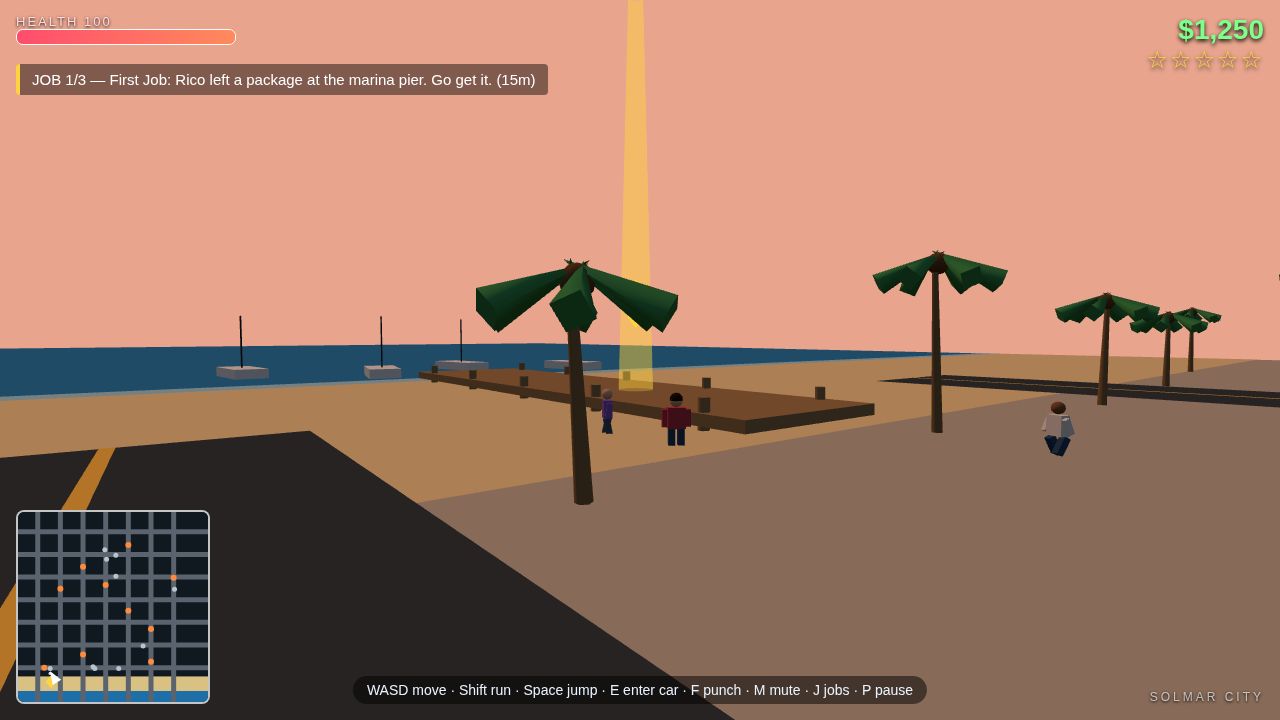 HEALTH 100
$1,250
☆☆☆☆☆
JOB 1/3 — First Job: Rico left a package at the marina pier. Go get it. (15m)
WASD move · Shift run · Space jump · E enter car · F punch · M mute · J jobs · P pause
SOLMAR CITY